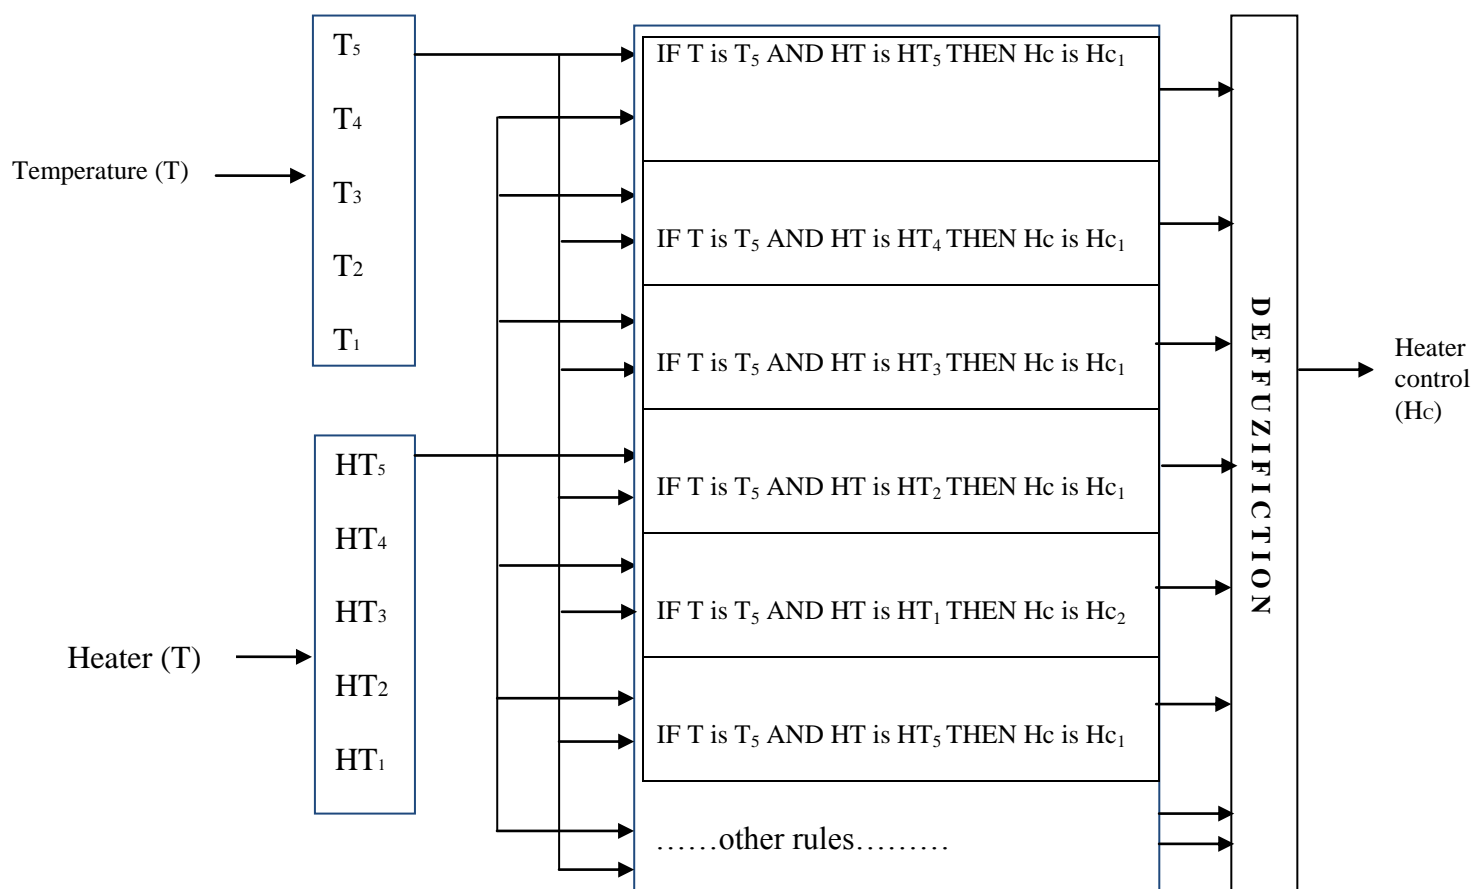 Temperature (T)
T5
T4
T3
T2
T1
Heater (T)
HT5
HT4
HT3
HT2
HT1
IF T is T5 AND HT is HT5 THEN Hc is Hc1
IF T is T5 AND HT is HT4 THEN Hc is Hc1
IF T is T5 AND HT is HT3 THEN Hc is Hc1
IF T is T5 AND HT is HT2 THEN Hc is Hc1
IF T is T5 AND HT is HT1 THEN Hc is Hc2
IF T is T5 AND HT is HT5 THEN Hc is Hc1
……other rules………
DEFFUZIFICTION
Heater
control
(HC)